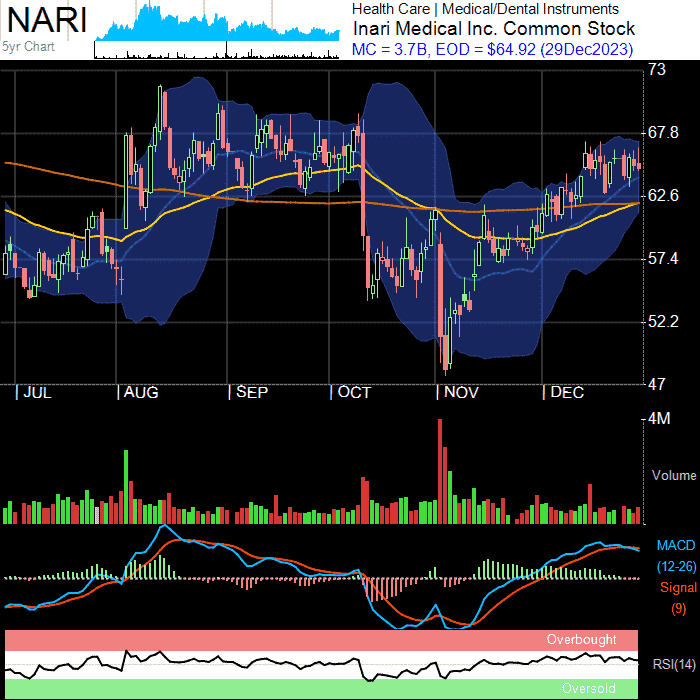 NARI
5yr Chart
Health Care | Medical/Dental Instruments
Inari Medical Inc. Common Stock
MC = 3.7B, EOD = $64.92 (29Dec2023)
73
67.8
62.6
57.4
52.2
47
| JUL | AUG | SEP | OCT | NOV | DEC
4M
Volume
MACD
(12-26)
Signal
(9)
Overbought
RSI(14)
Oversold